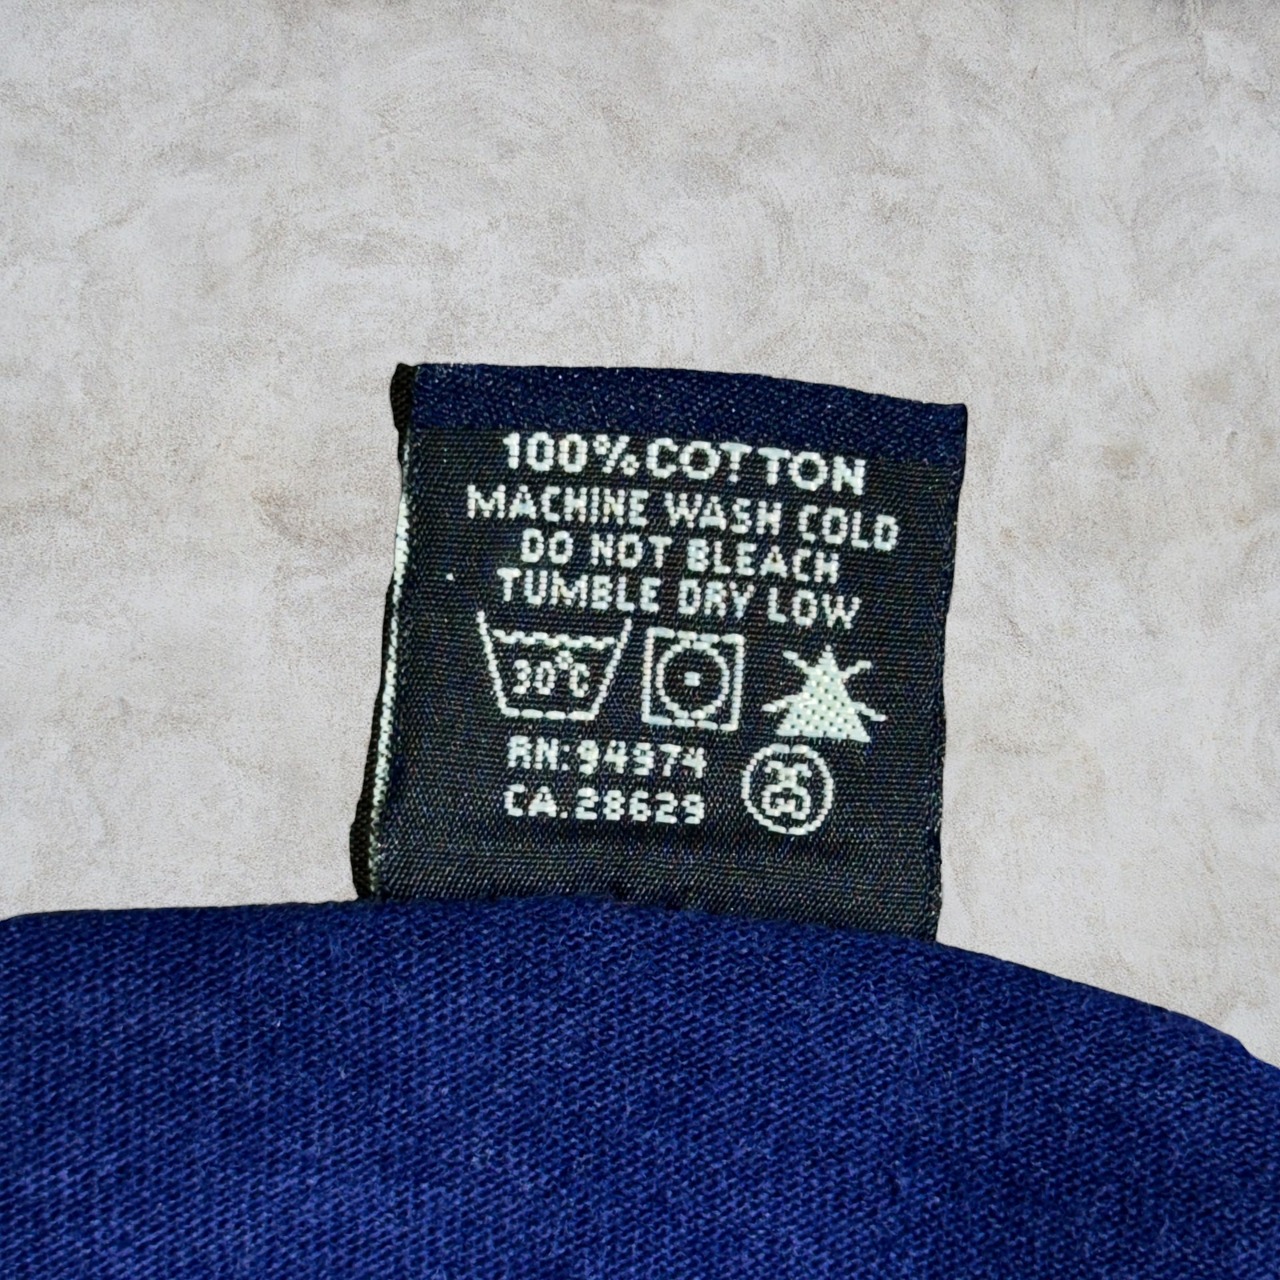 100% COTTON
MACHINE WASH COLD
DO NOT BLEACH
TUMBLE DRY LOW
30°C
RN:94974
CA.28629